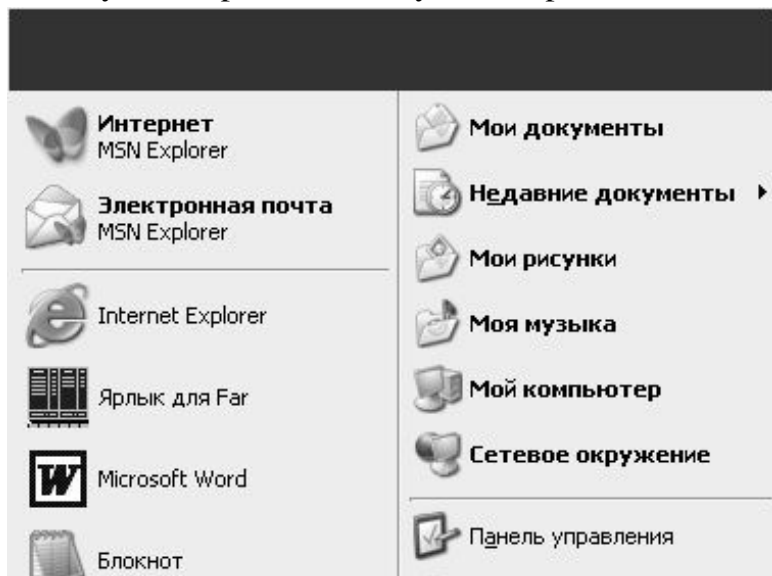 Интернет
MSN Explorer
Электронная почта
MSN Explorer
Internet Explorer
Ярлык для Far
Microsoft Word
Блокнот
Мои документы
Недавние документы
Мои рисунки
Моя музыка
Мой компьютер
Сетевое окружение
Панель управления